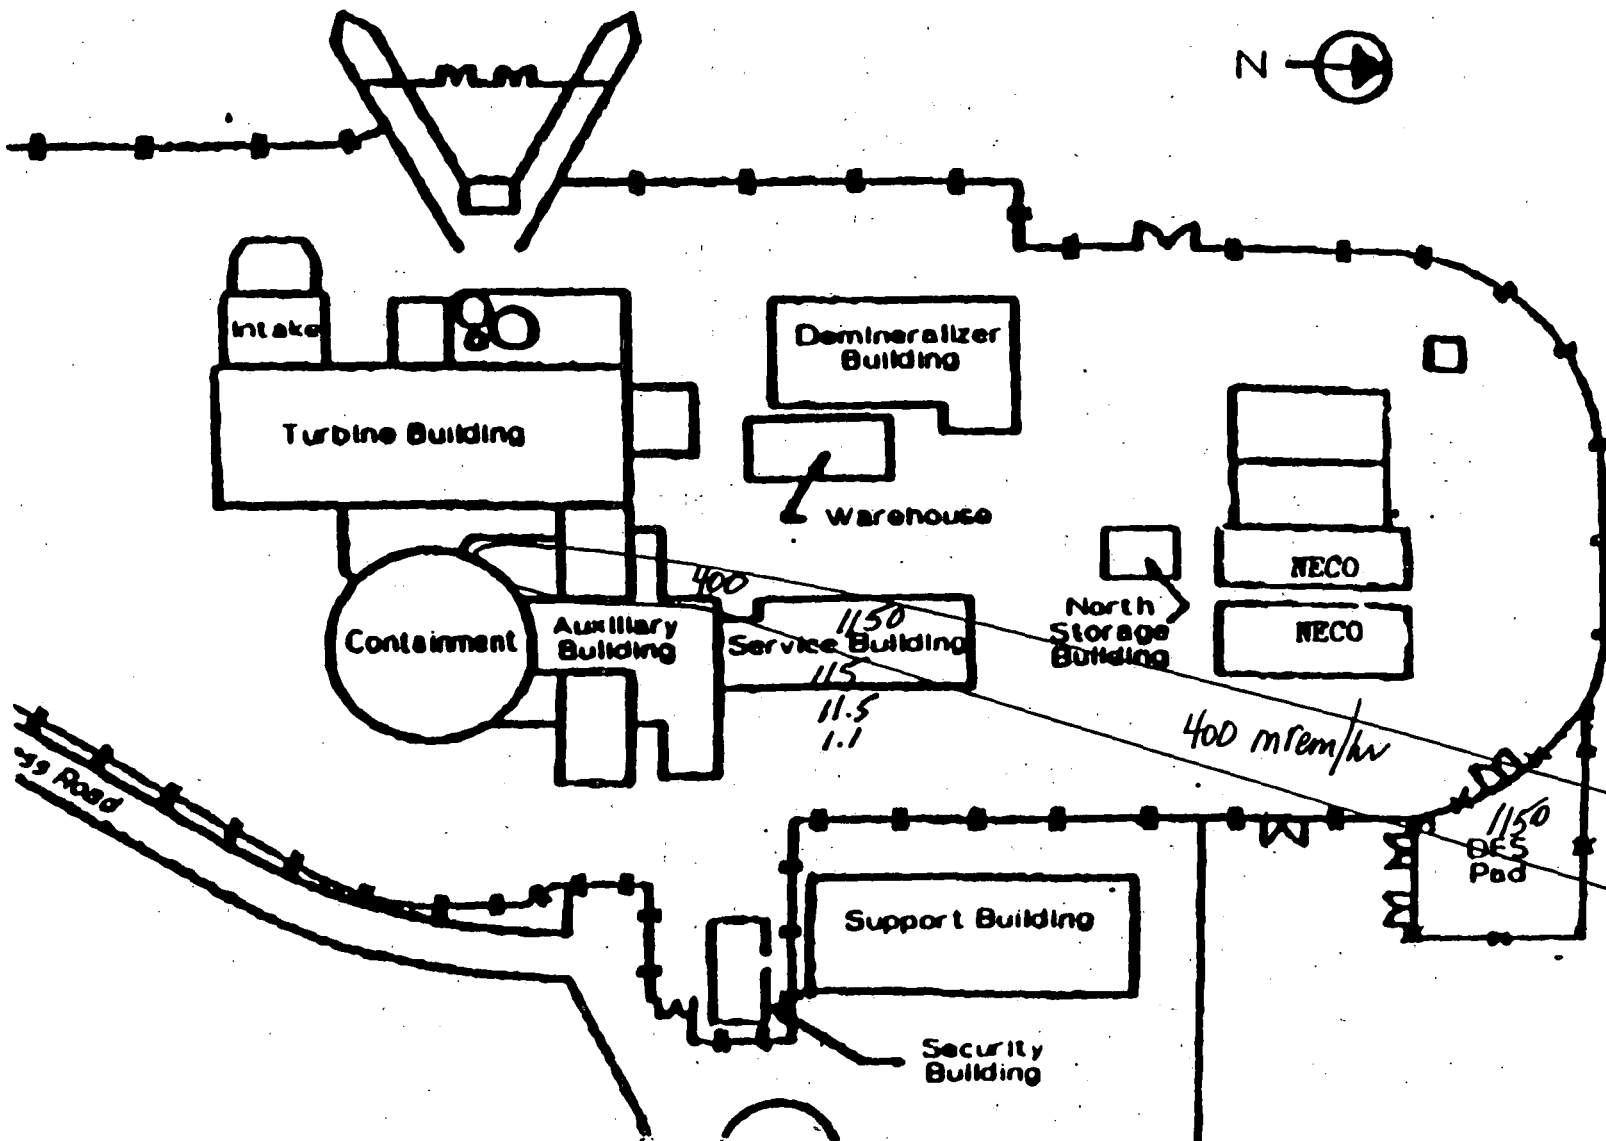 N
Intake
Demineralizer
Building
Turbine Building
Warehouse
NECO
400
North
Storage
Building
1150
Auxiliary
Building
Containment
Service Building
NECO
115
11.5
1.1
400 mrem/hr
Road
1150
Pad
Support Building
Security
Building